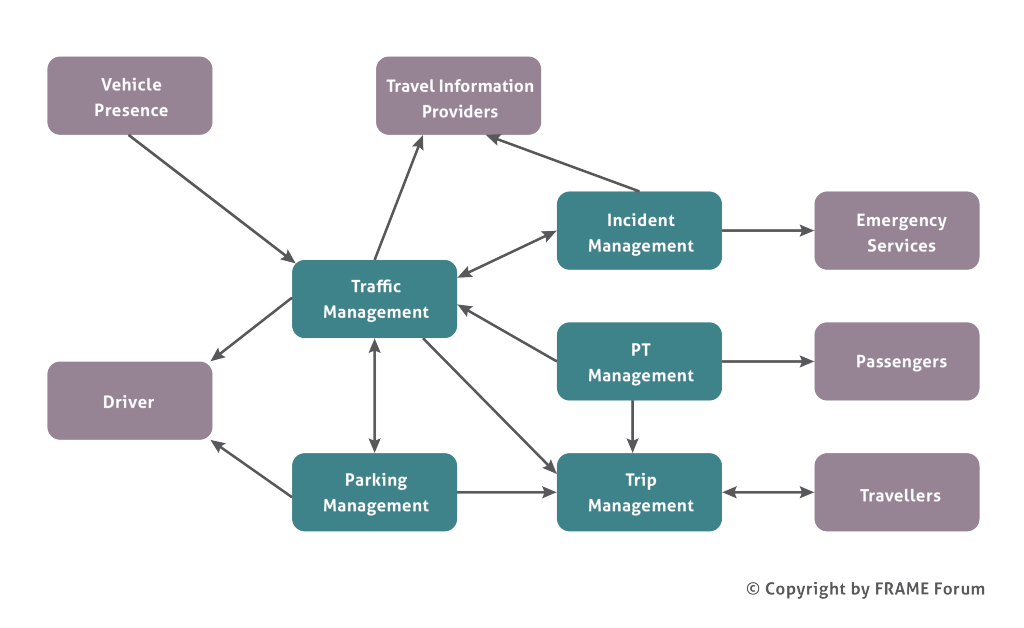 Vehicle
Presence
Travel Information
Providers
Incident
Management
Emergency
Services
Traffic
Management
PT
Management
Passengers
Driver
Parking
Management
Trip
Management
Travellers
© Copyright by FRAME Forum